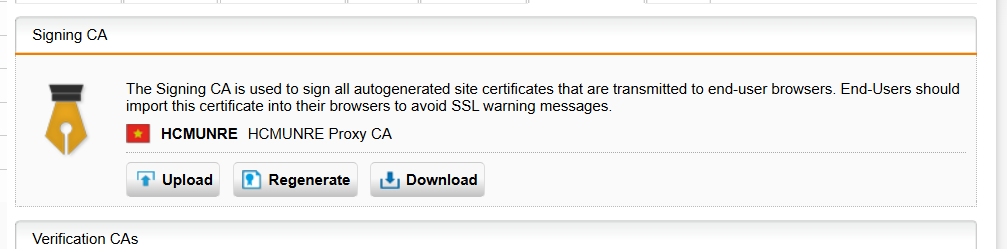 Signing CA
The Signing CA is used to sign all autogenerated site certificates that are transmitted to end-user browsers. End-Users should
import this certificate into their browsers to avoid SSL warning messages.
HCMUNRE HCMUNRE Proxy CA
Upload Regenerate Download
Verification CAs